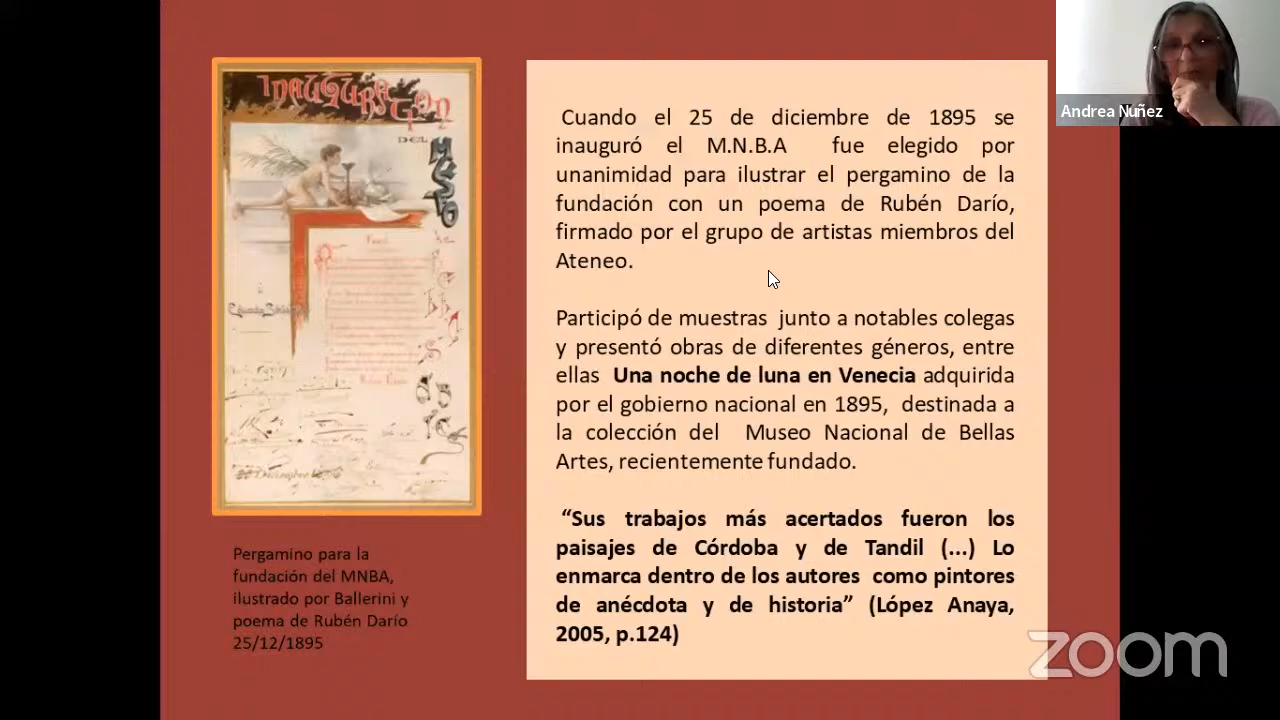 INAUGURACION
DEL
MUSEO
Cuando el 25 de diciembre de 1895 se
inauguró el M.N.B.A fue elegido por
unanimidad para ilustrar el pergamino de la
fundación con un poema de Rubén Darío,
firmado por el grupo de artistas miembros del
Ateneo.
Participó de muestras junto a notables colegas
y presentó obras de diferentes géneros, entre
ellas Una noche de luna en Venecia adquirida
por el gobierno nacional en 1895, destinada a
la colección del Museo Nacional de Bellas
Artes, recientemente fundado.
“Sus trabajos más acertados fueron los
paisajes de Córdoba y de Tandil (...) Lo
enmarca dentro de los autores como pintores
de anécdota y de historia” (López Anaya,
2005, p.124)
Pergamino para la
fundación del MNBA,
ilustrado por Ballerini y
poema de Rubén Darío
25/12/1895
Andrea Nuñez
zoom